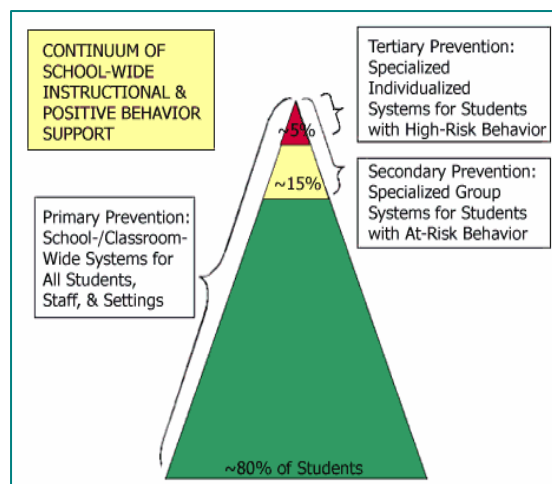 CONTINUUM OF
SCHOOL-WIDE
INSTRUCTIONAL &
POSITIVE BEHAVIOR
SUPPORT
Tertiary Prevention:
Specialized
Individualized
Systems for Students
with High-Risk Behavior
~5%
~15%
Secondary Prevention:
Specialized Group
Systems for Students
with At-Risk Behavior
Primary Prevention:
School-/Classroom-
Wide Systems for
All Students,
Staff, & Settings
~80% of Students